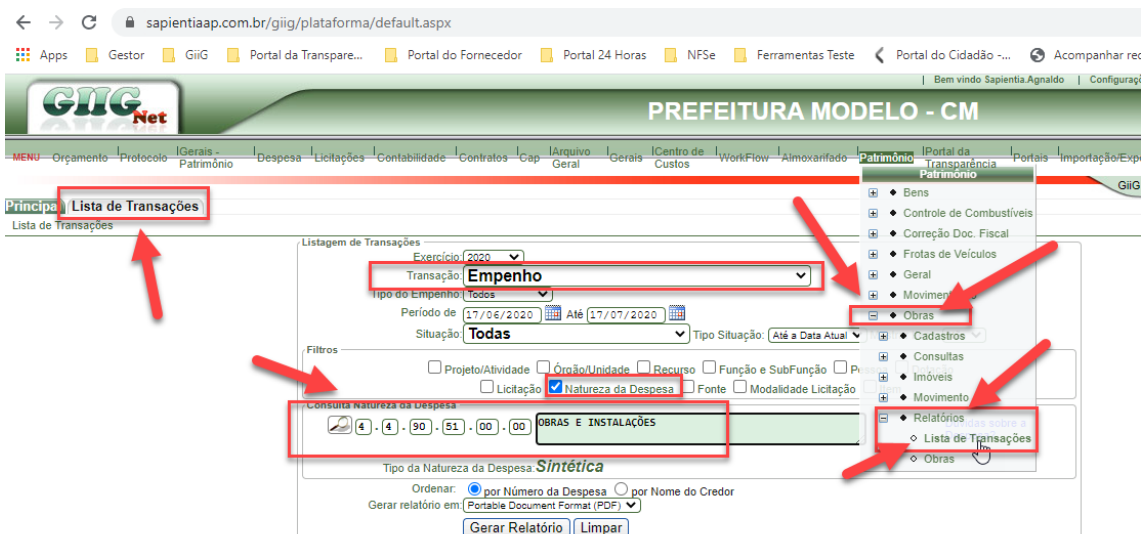 sapientiaap.com.br/giig/plataforma/default.aspx
Apps Gestor GiiG Portal da Transpare... Portal do Fornecedor Portal 24 Horas NFSe Ferramentas Teste Portal do Cidadão -... Acompanhar rec
| Bem vindo Sapientia.Agnaldo | Configuraçõ
GIIG Net
PREFEITURA MODELO - CM
MENU Orçamento Protocolo Gerais - Patrimônio Despesa Licitações Contabilidade Contratos Cap Arquivo Geral Gerais Centro de Custos WorkFlow Almoxarifado Patrimônio Portal da Transparência Portais Importação/Exp
Patrimônio
GiiG
Bens
Principal Lista de Transações
Controle de Combustíveis
Lista de Transações
Correção Doc. Fiscal
Listagem de Transações
Exercício: 2020
Frotas de Veículos
Transação: Empenho
Geral
Tipo do Empenho: Todos
Período de 17/06/2020 Até 17/07/2020
Obras
Situação: Todas Tipo Situação: Até a Data Atual
Cadastros
Filtros
Consultas
Projeto/Atividade Órgão/Unidade Recurso Função e SubFunção
Imóveis
Licitação Natureza da Despesa Fonte Modalidade Licitação
Movimento
Consulta Natureza da Despesa
Relatórios
4 . 4 . 90 . 51 . 00 . 00 OBRAS E INSTALAÇÕES
sobre a
Lista de Transações
Obras
Tipo da Natureza da Despesa: Sintética
Ordenar: por Número da Despesa por Nome do Credor
Gerar relatório em: Portable Document Format (PDF)
Gerar Relatório Limpar